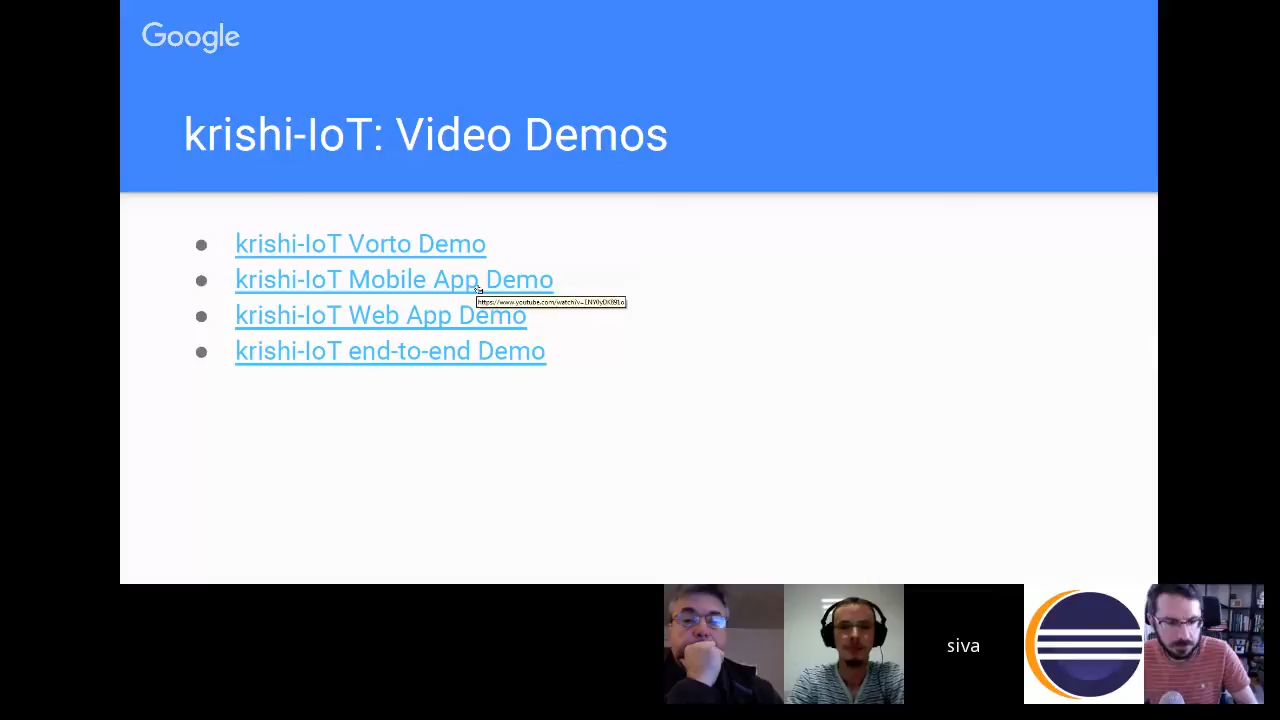 Google
krishi-IoT: Video Demos
krishi-IoT Vorto Demo
krishi-IoT Mobile App Demo
krishi-IoT Web App Demo
krishi-IoT end-to-end Demo
siva